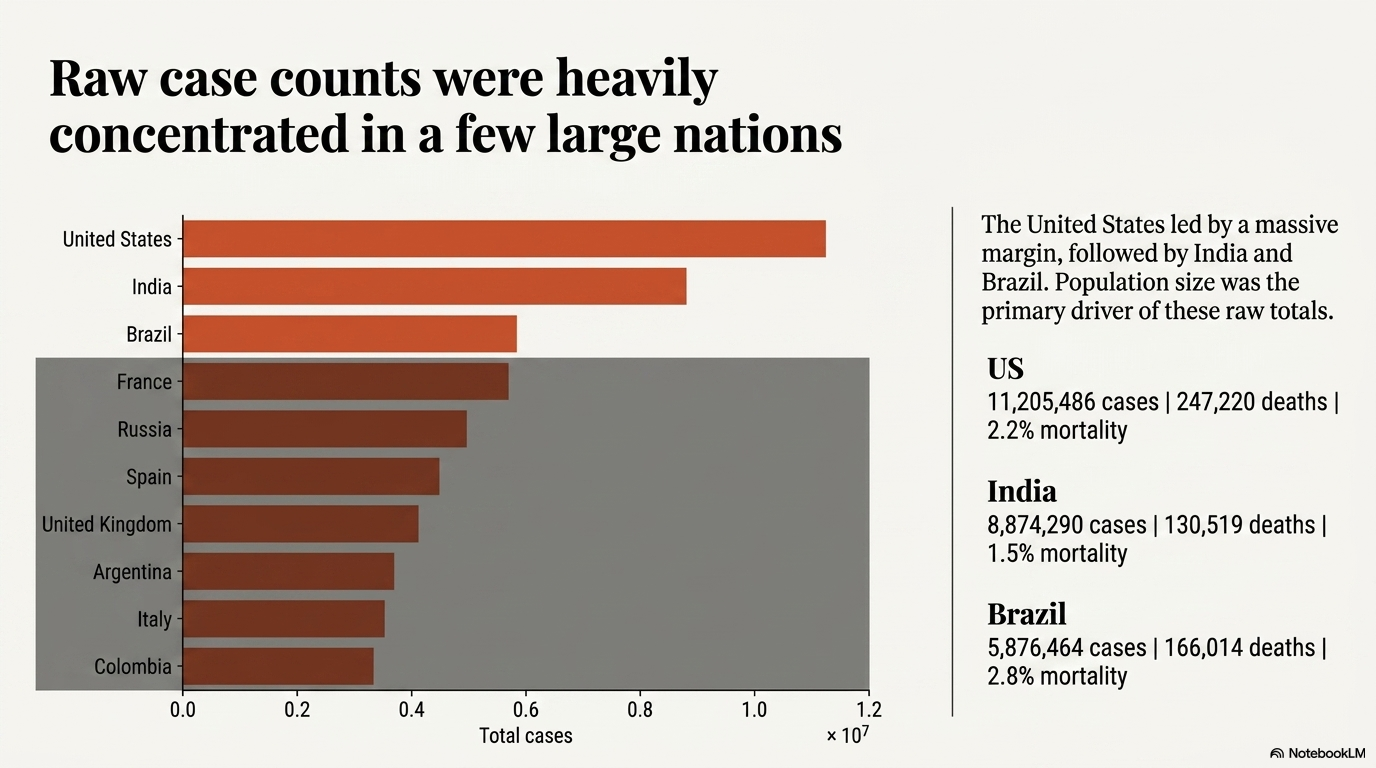 Raw case counts were heavily
concentrated in a few large nations
United States
India
Brazil
France
Russia
Spain
United Kingdom
Argentina
Italy
Colombia
0.0 0.2 0.4 0.6 0.8 1.0 1.2
Total cases
× 10⁷
The United States led by a massive
margin, followed by India and
Brazil. Population size was the
primary driver of these raw totals.
US
11,205,486 cases | 247,220 deaths |
2.2% mortality
India
8,874,290 cases | 130,519 deaths |
1.5% mortality
Brazil
5,876,464 cases | 166,014 deaths |
2.8% mortality
NotebookLM